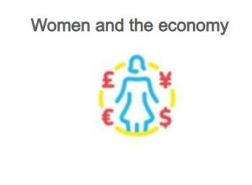 Women and the economy
£ ¥
€ $